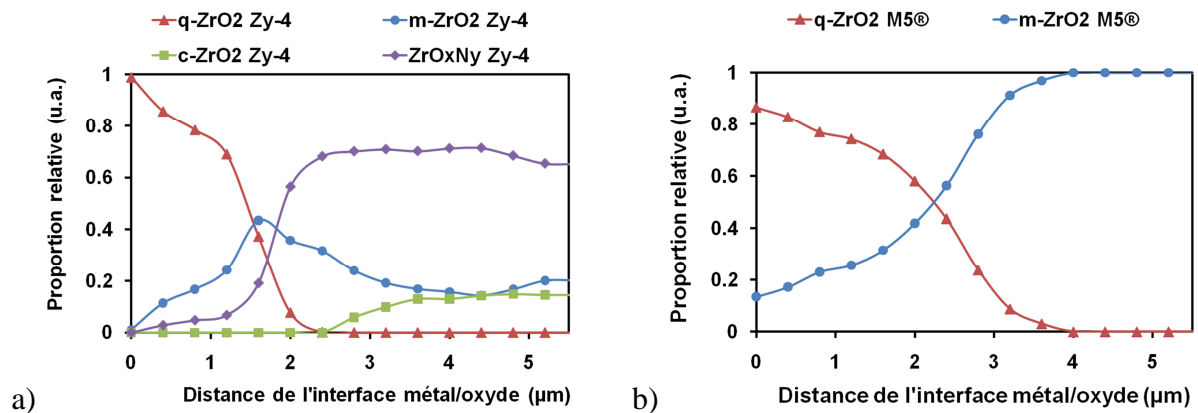 q-ZrO2 Zy-4 m-ZrO2 Zy-4
c-ZrO2 Zy-4 ZrOxNy Zy-4
Proportion relative (u.a.)
1
0.8
0.6
0.4
0.2
0
0 1 2 3 4 5
Distance de l'interface métal/oxyde (µm)
a)
q-ZrO2 M5® m-ZrO2 M5®
Proportion relative (u.a.)
1
0.8
0.6
0.4
0.2
0
0 1 2 3 4 5
Distance de l'interface métal/oxyde (µm)
b)